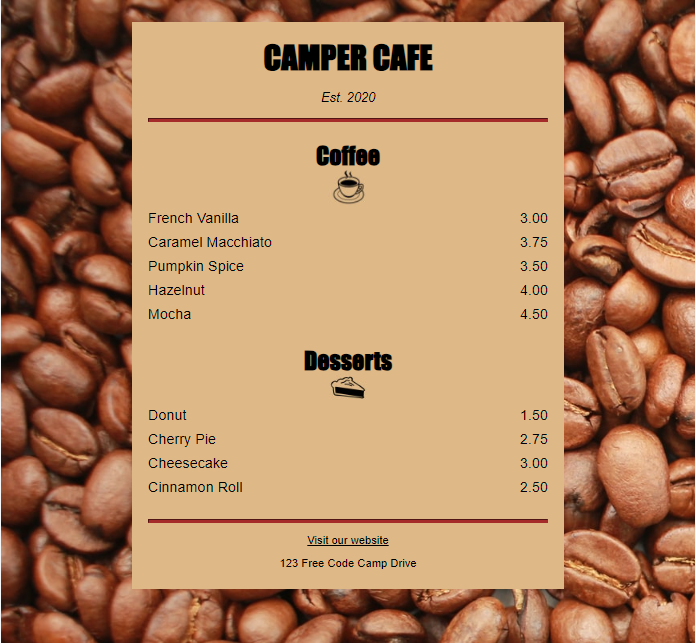 CAMPER CAFE
Est. 2020
Coffee
French Vanilla 3.00
Caramel Macchiato 3.75
Pumpkin Spice 3.50
Hazelnut 4.00
Mocha 4.50
Desserts
Donut 1.50
Cherry Pie 2.75
Cheesecake 3.00
Cinnamon Roll 2.50
Visit our website
123 Free Code Camp Drive